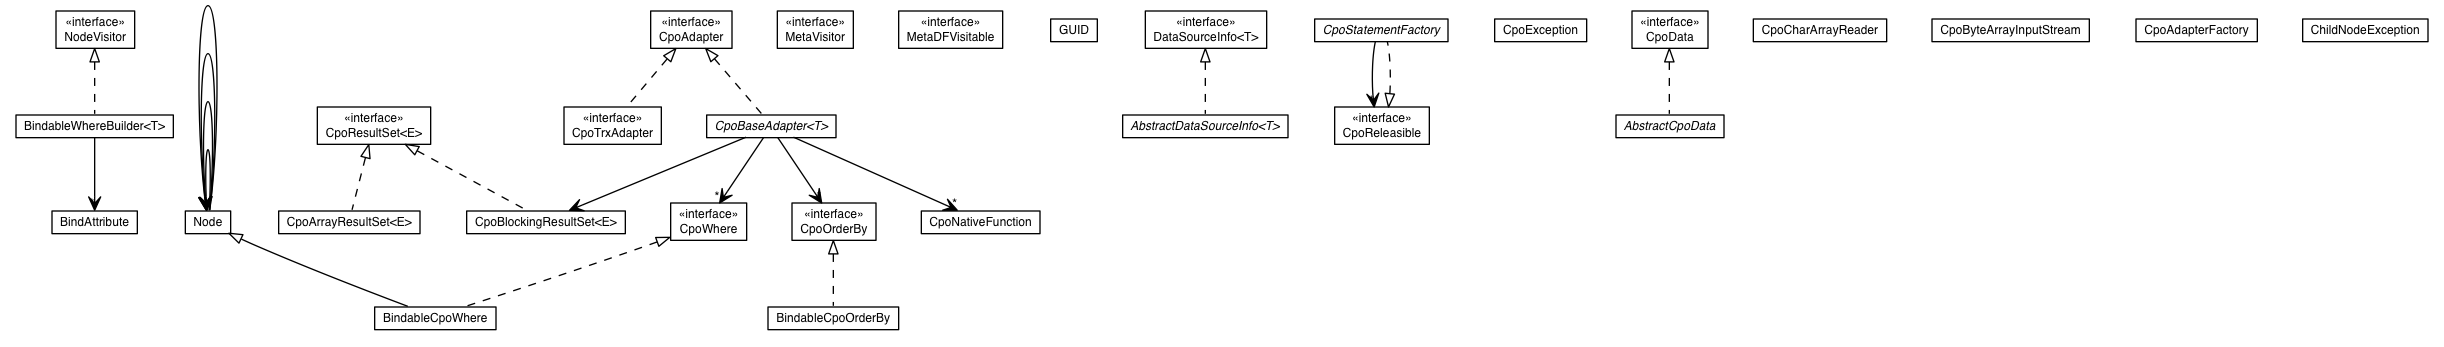 «interface»
NodeVisitor
«interface»
CpoAdapter
«interface»
MetaVisitor
«interface»
MetaDFVisitable
GUID
«interface»
DataSourceInfo<T>
CpoStatementFactory
CpoException
«interface»
CpoData
CpoCharArrayReader
CpoByteArrayInputStream
CpoAdapterFactory
ChildNodeException
BindableWhereBuilder<T>
«interface»
CpoResultSet<E>
«interface»
CpoTrxAdapter
CpoBaseAdapter<T>
AbstractDataSourceInfo<T>
«interface»
CpoReleasible
AbstractCpoData
BindAttribute
Node
CpoArrayResultSet<E>
CpoBlockingResultSet<E>
*
«interface»
CpoWhere
«interface»
CpoOrderBy
*
CpoNativeFunction
BindableCpoWhere
BindableCpoOrderBy